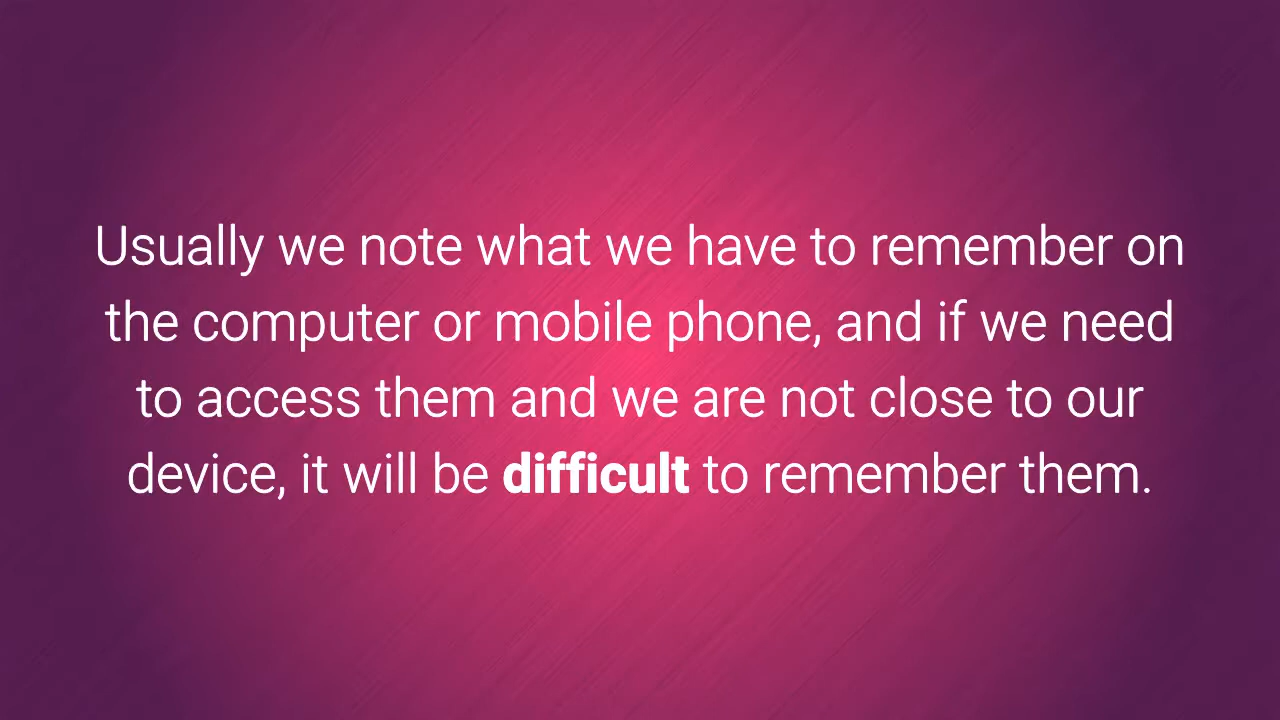 Usually we note what we have to remember on
the computer or mobile phone, and if we need
to access them and we are not close to our
device, it will be difficult to remember them.